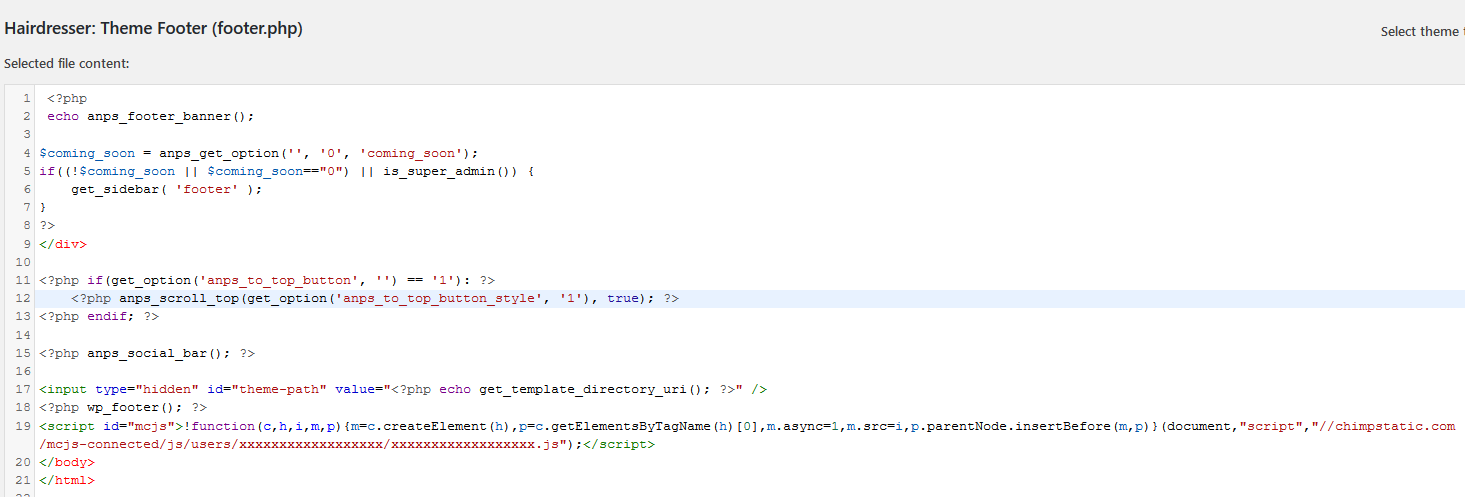 Hairdresser: Theme Footer (footer.php)
Select theme t
Selected file content:
1 <?php
2 echo anps_footer_banner();
3
4 $coming_soon = anps_get_option('', '0', 'coming_soon');
5 if((!$coming_soon || $coming_soon=="0") || is_super_admin()) {
6     get_sidebar( 'footer' );
7 }
8 ?>
9 </div>
10
11 <?php if(get_option('anps_to_top_button', '') == '1'): ?>
12     <?php anps_scroll_top(get_option('anps_to_top_button_style', '1'), true); ?>
13 <?php endif; ?>
14
15 <?php anps_social_bar(); ?>
16
17 <input type="hidden" id="theme-path" value="<?php echo get_template_directory_uri(); ?>" />
18 <?php wp_footer(); ?>
19 <script id="mcjs">!function(c,h,i,m,p){m=c.createElement(h),p=c.getElementsByTagName(h)[0],m.async=1,m.src=i,p.parentNode.insertBefore(m,p)}(document,"script","//chimpstatic.com
/mcjs-connected/js/users/xxxxxxxxxxxxxxxxxx/xxxxxxxxxxxxxxxxxx.js");</script>
20 </body>
21 </html>